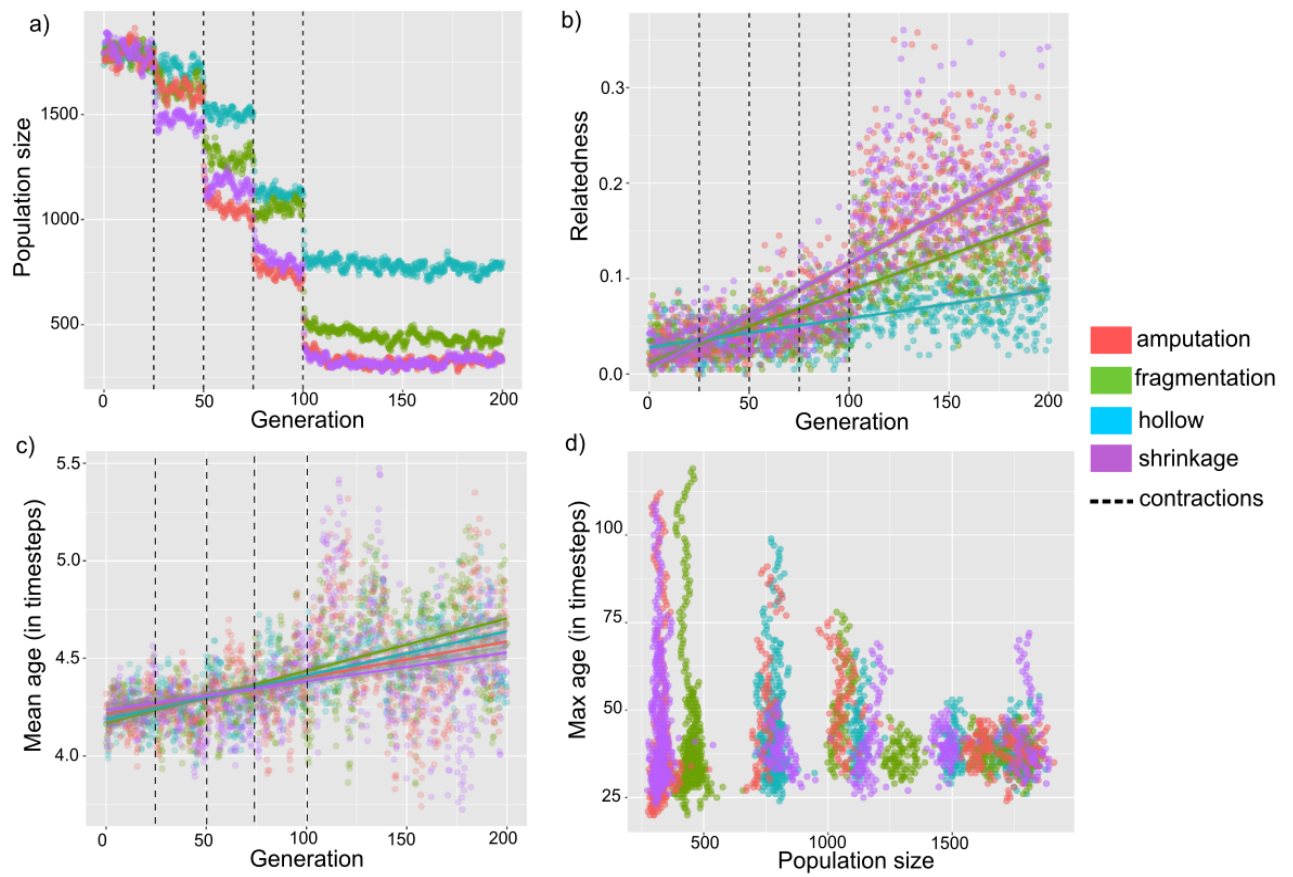 a)
Population size
1500
1000
500
0
50
100
150
200
Generation
b)
Relatedness
0.3
0.2
0.1
0.0
0
50
100
150
200
Generation
amputation
fragmentation
hollow
shrinkage
contractions
c)
Mean age (in timesteps)
5.5
5.0
4.5
4.0
0
50
100
150
200
Generation
d)
Max age (in timesteps)
100
75
50
25
500
1000
1500
Population size